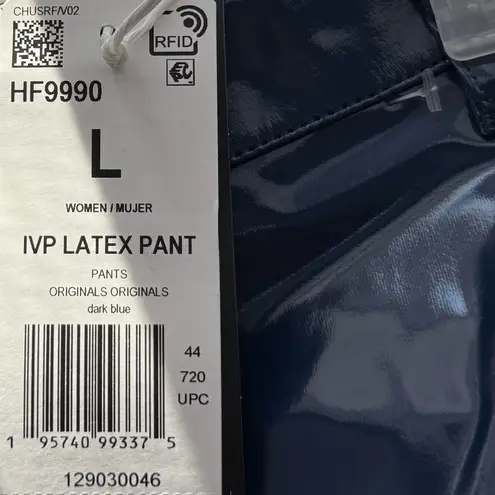 CHUSRF/V02
RFID
HF9990
L
WOMEN / MUJER
IVP LATEX PANT
PANTS
ORIGINALS ORIGINALS
dark blue
44
720
UPC
1 95740 99337 5
129030046